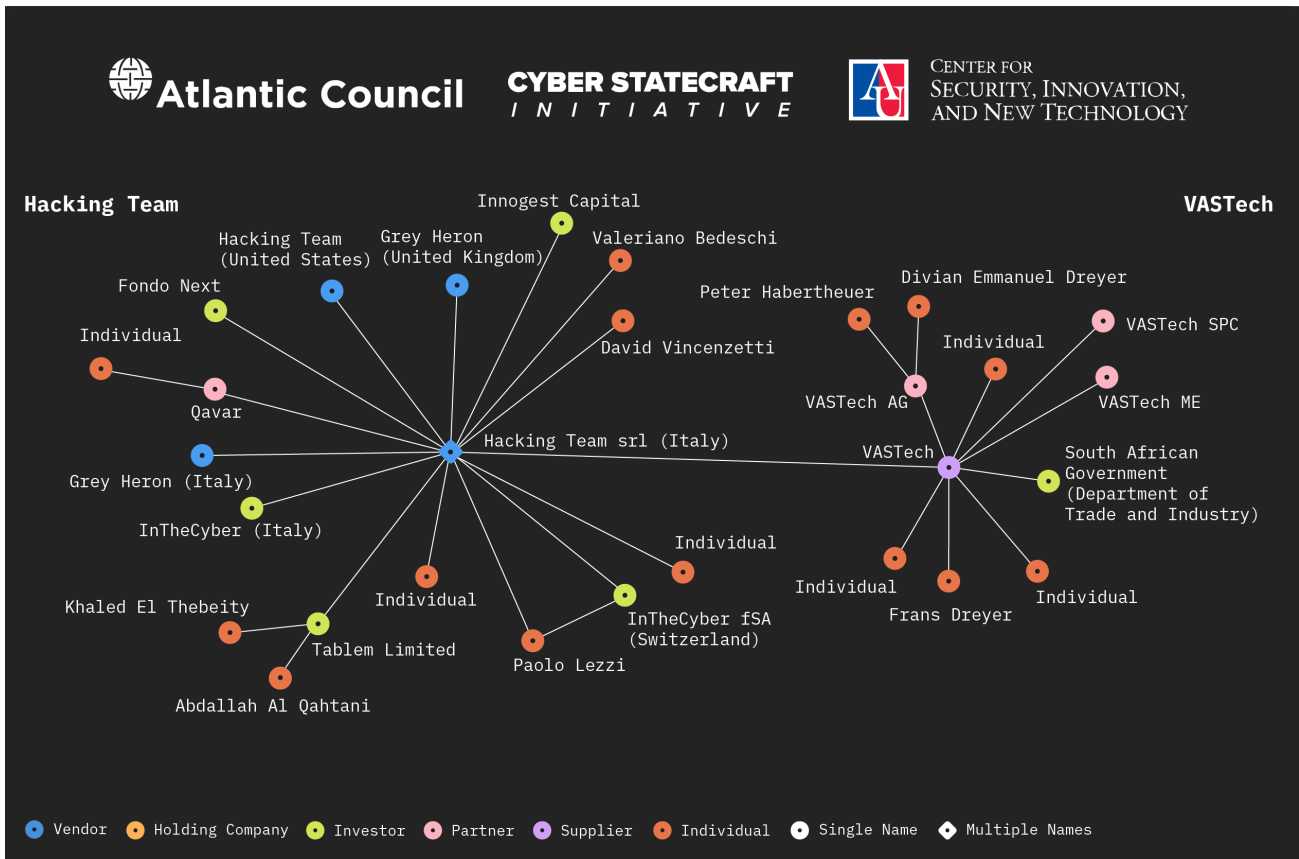 Atlantic Council
CYBER STATECRAFT
INITIATIVE
AU
CENTER FOR
SECURITY, INNOVATION,
AND NEW TECHNOLOGY
Hacking Team
VASTech
Innogest Capital
Hacking Team
(United States)
Grey Heron
(United Kingdom)
Valeriano Bedeschi
Fondo Next
Individual
David Vincenzetti
Qavar
Hacking Team srl (Italy)
Grey Heron (Italy)
InTheCyber (Italy)
Individual
Individual
Khaled El Thebeity
Tablem Limited
InTheCyber fSA
(Switzerland)
Paolo Lezzi
Abdallah Al Qahtani
Divian Emmanuel Dreyer
Peter Habertheuer
VASTech SPC
Individual
VASTech AG
VASTech ME
VASTech
South African
Government
(Department of
Trade and Industry)
Individual
Individual
Frans Dreyer
Vendor
Holding Company
Investor
Partner
Supplier
Individual
Single Name
Multiple Names